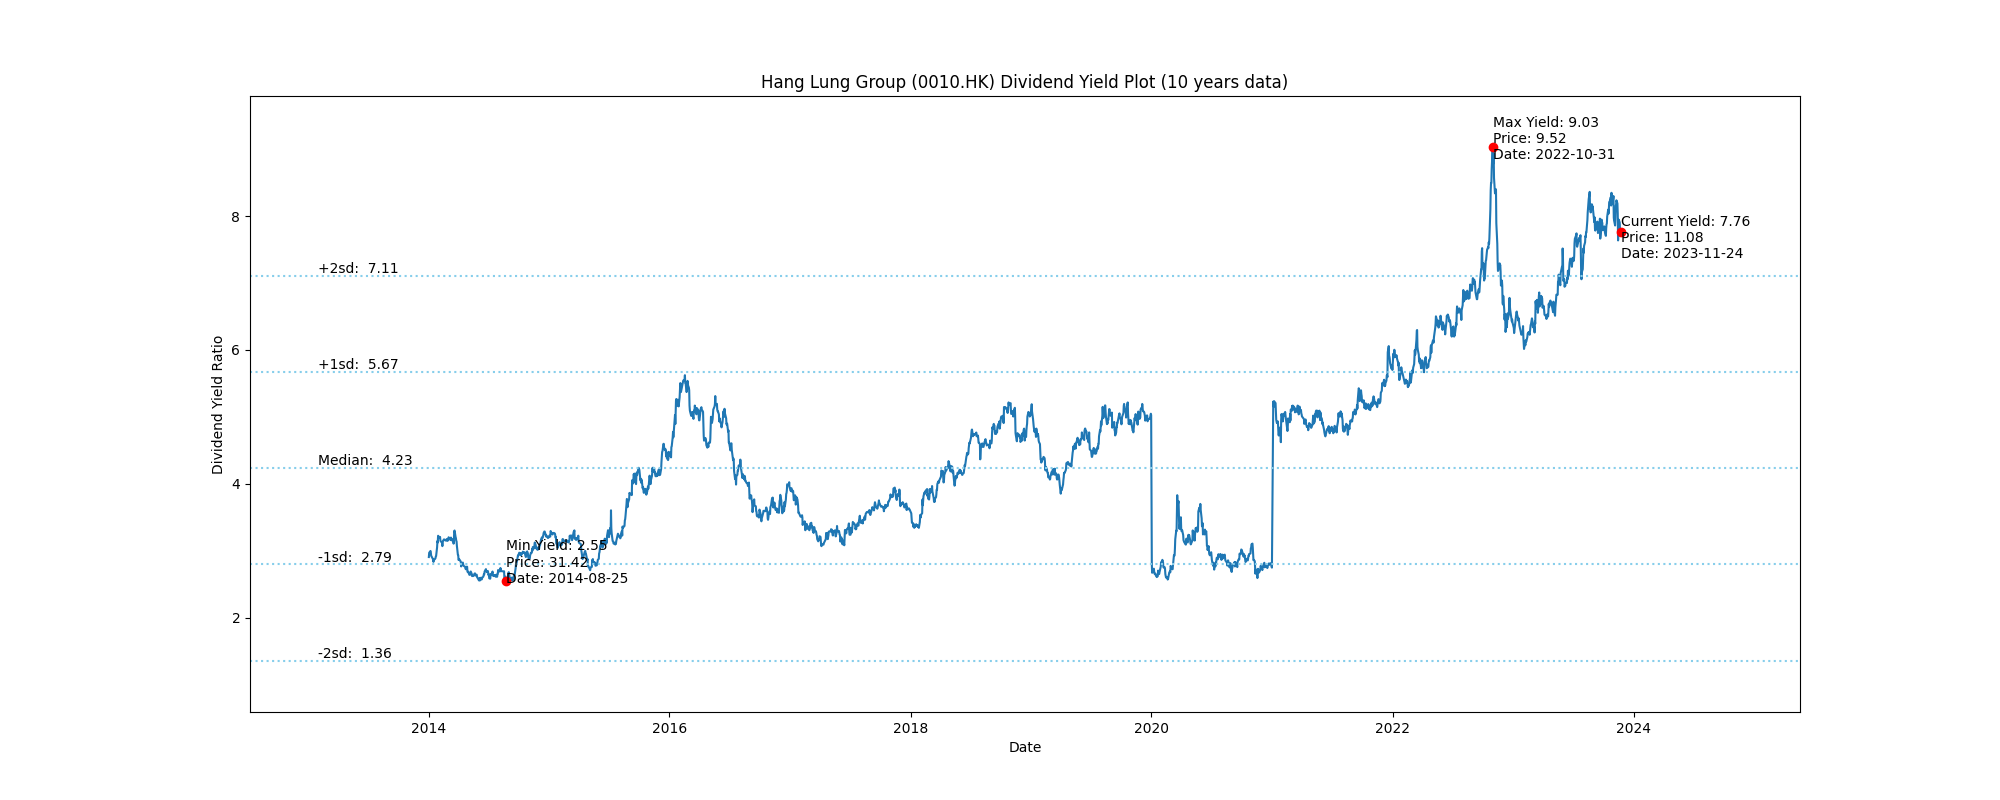 Hang Lung Group (0010.HK) Dividend Yield Plot (10 years data)
Max Yield: 9.03
Price: 9.52
Date: 2022-10-31
Current Yield: 7.76
Price: 11.08
Date: 2023-11-24
+2sd: 7.11
+1sd: 5.67
Median: 4.23
Min Yield: 2.55
Price: 31.42
Date: 2014-08-25
-1sd: 2.79
-2sd: 1.36
Dividend Yield Ratio
8
6
4
2
2014
2016
2018
2020
2022
2024
Date